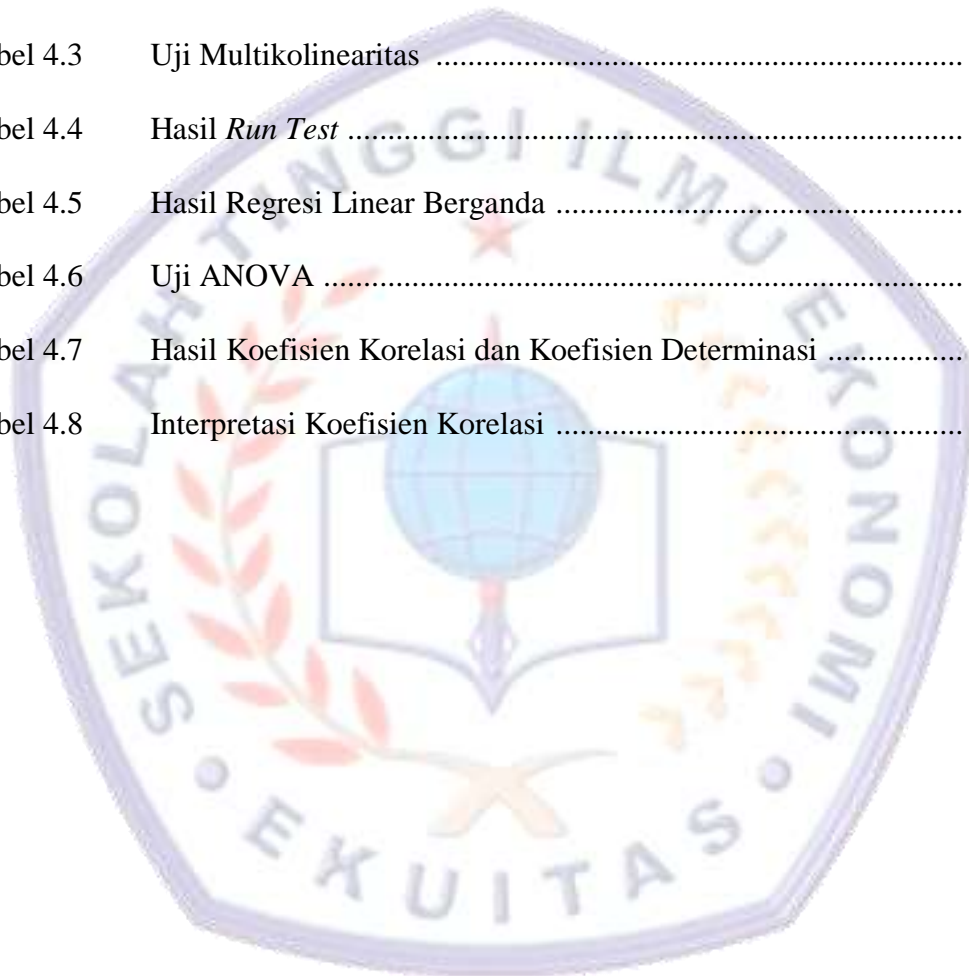 bel 4.3 Uji Multikolinearitas ................................................................
bel 4.4 Hasil Run Test ...........................................................................
bel 4.5 Hasil Regresi Linear Berganda .................................................
bel 4.6 Uji ANOVA ..............................................................................
bel 4.7 Hasil Koefisien Korelasi dan Koefisien Determinasi ................
bel 4.8 Interpretasi Koefisien Korelasi .................................................
SEKOLAH TINGGI ILMU EKONOMI
EKUITAS